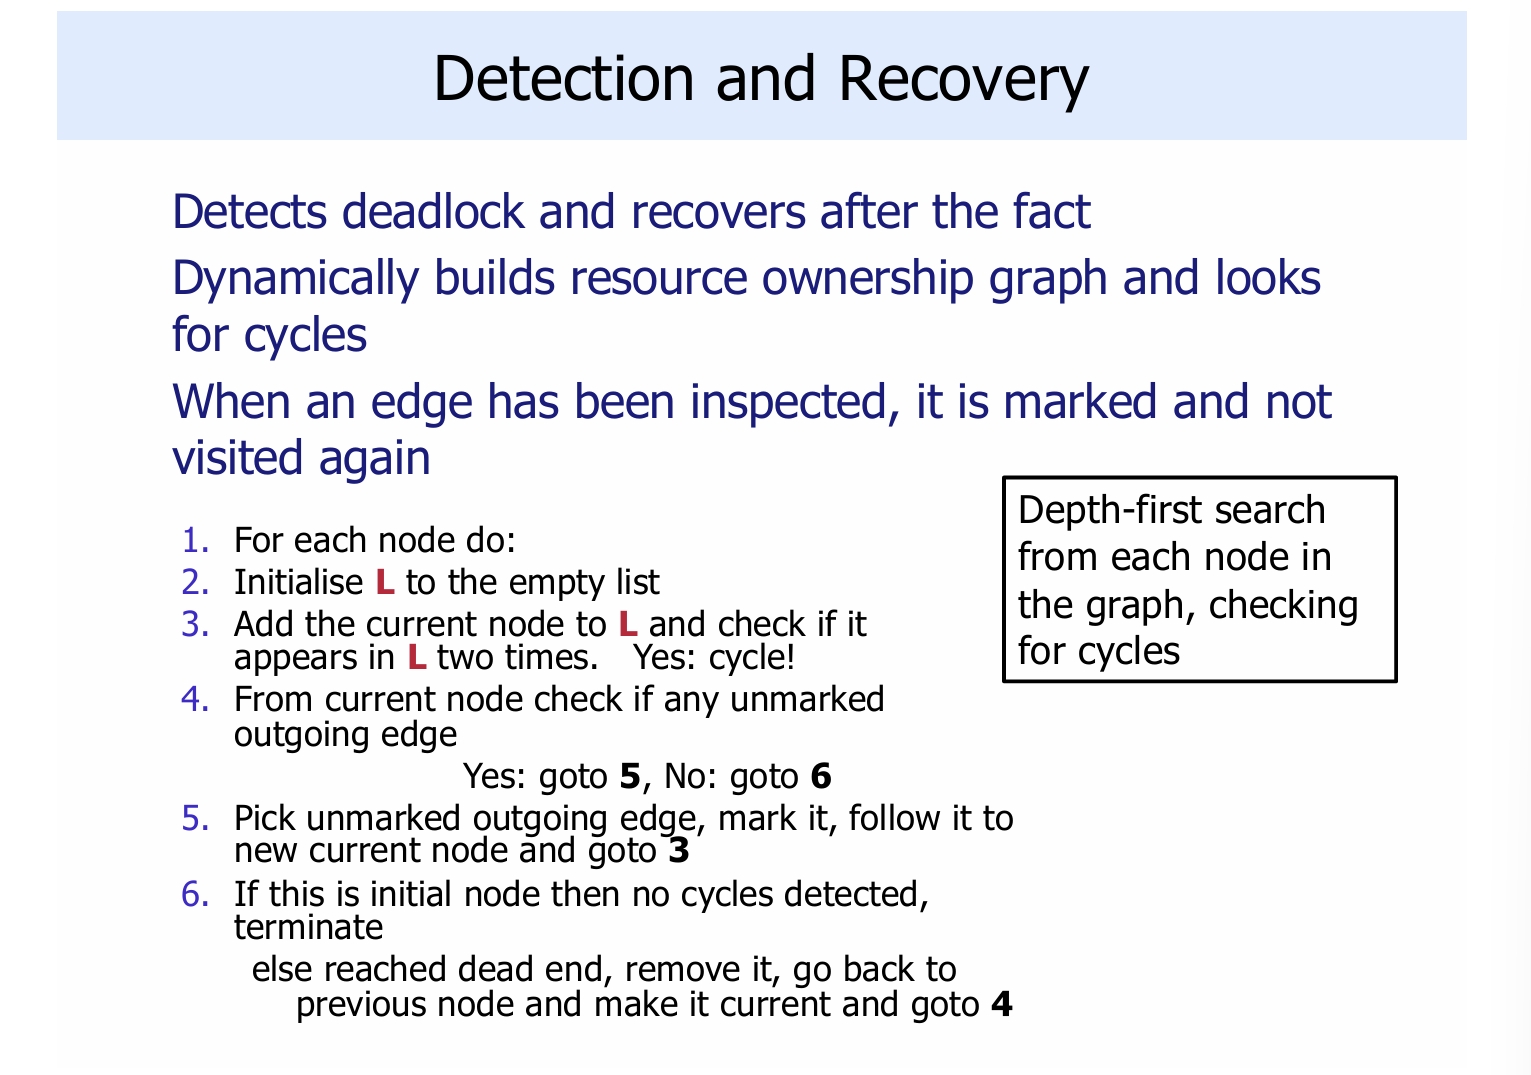 Detection and Recovery
Detects deadlock and recovers after the fact
Dynamically builds resource ownership graph and looks
for cycles
When an edge has been inspected, it is marked and not
visited again
Depth-first search
from each node in
the graph, checking
for cycles
1. For each node do:
2. Initialise L to the empty list
3. Add the current node to L and check if it
appears in L two times. Yes: cycle!
4. From current node check if any unmarked
outgoing edge
Yes: goto 5, No: goto 6
5. Pick unmarked outgoing edge, mark it, follow it to
new current node and goto 3
6. If this is initial node then no cycles detected,
terminate
else reached dead end, remove it, go back to
previous node and make it current and goto 4